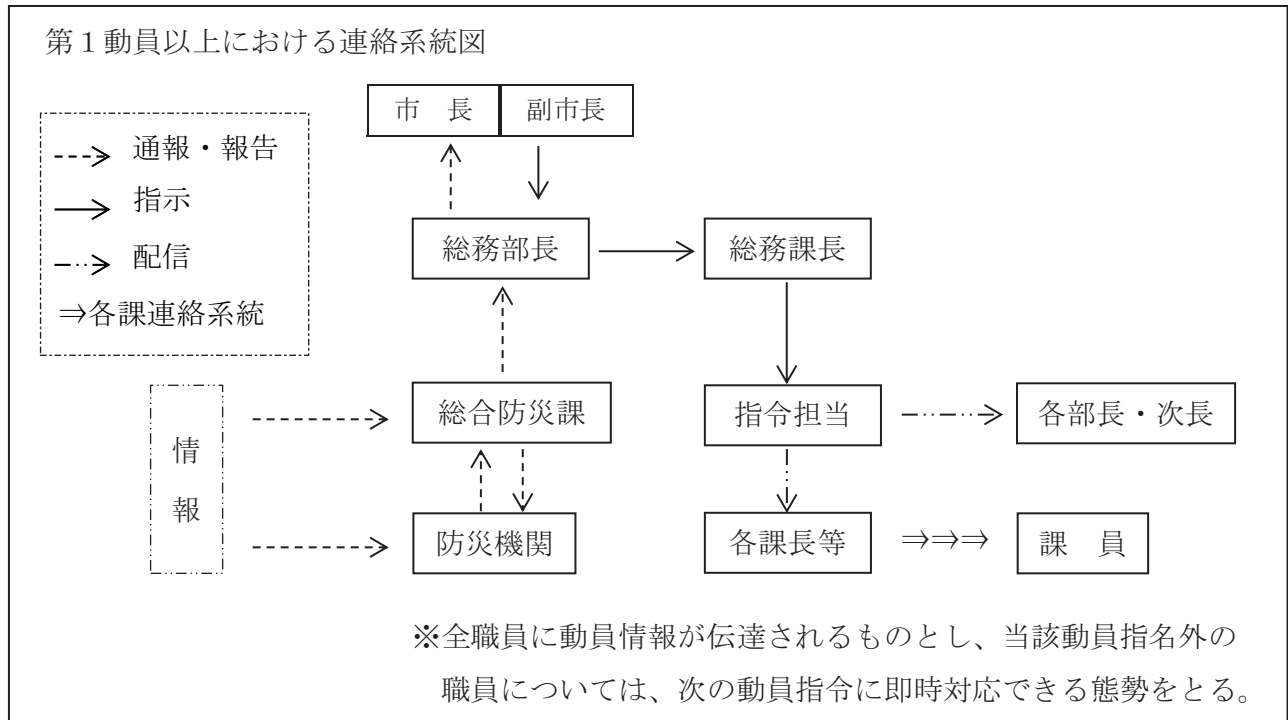 第１動員以上における連絡系統図
市　長
副市長
通報・報告
指示
配信
⇒各課連絡系統
総務部長
総務課長
情報
総合防災課
指令担当
各部長・次長
防災機関
各課長等
⇒⇒⇒
課　員
※全職員に動員情報が伝達されるものとし、当該動員指名外の
職員については、次の動員指令に即時対応できる態勢をとる。